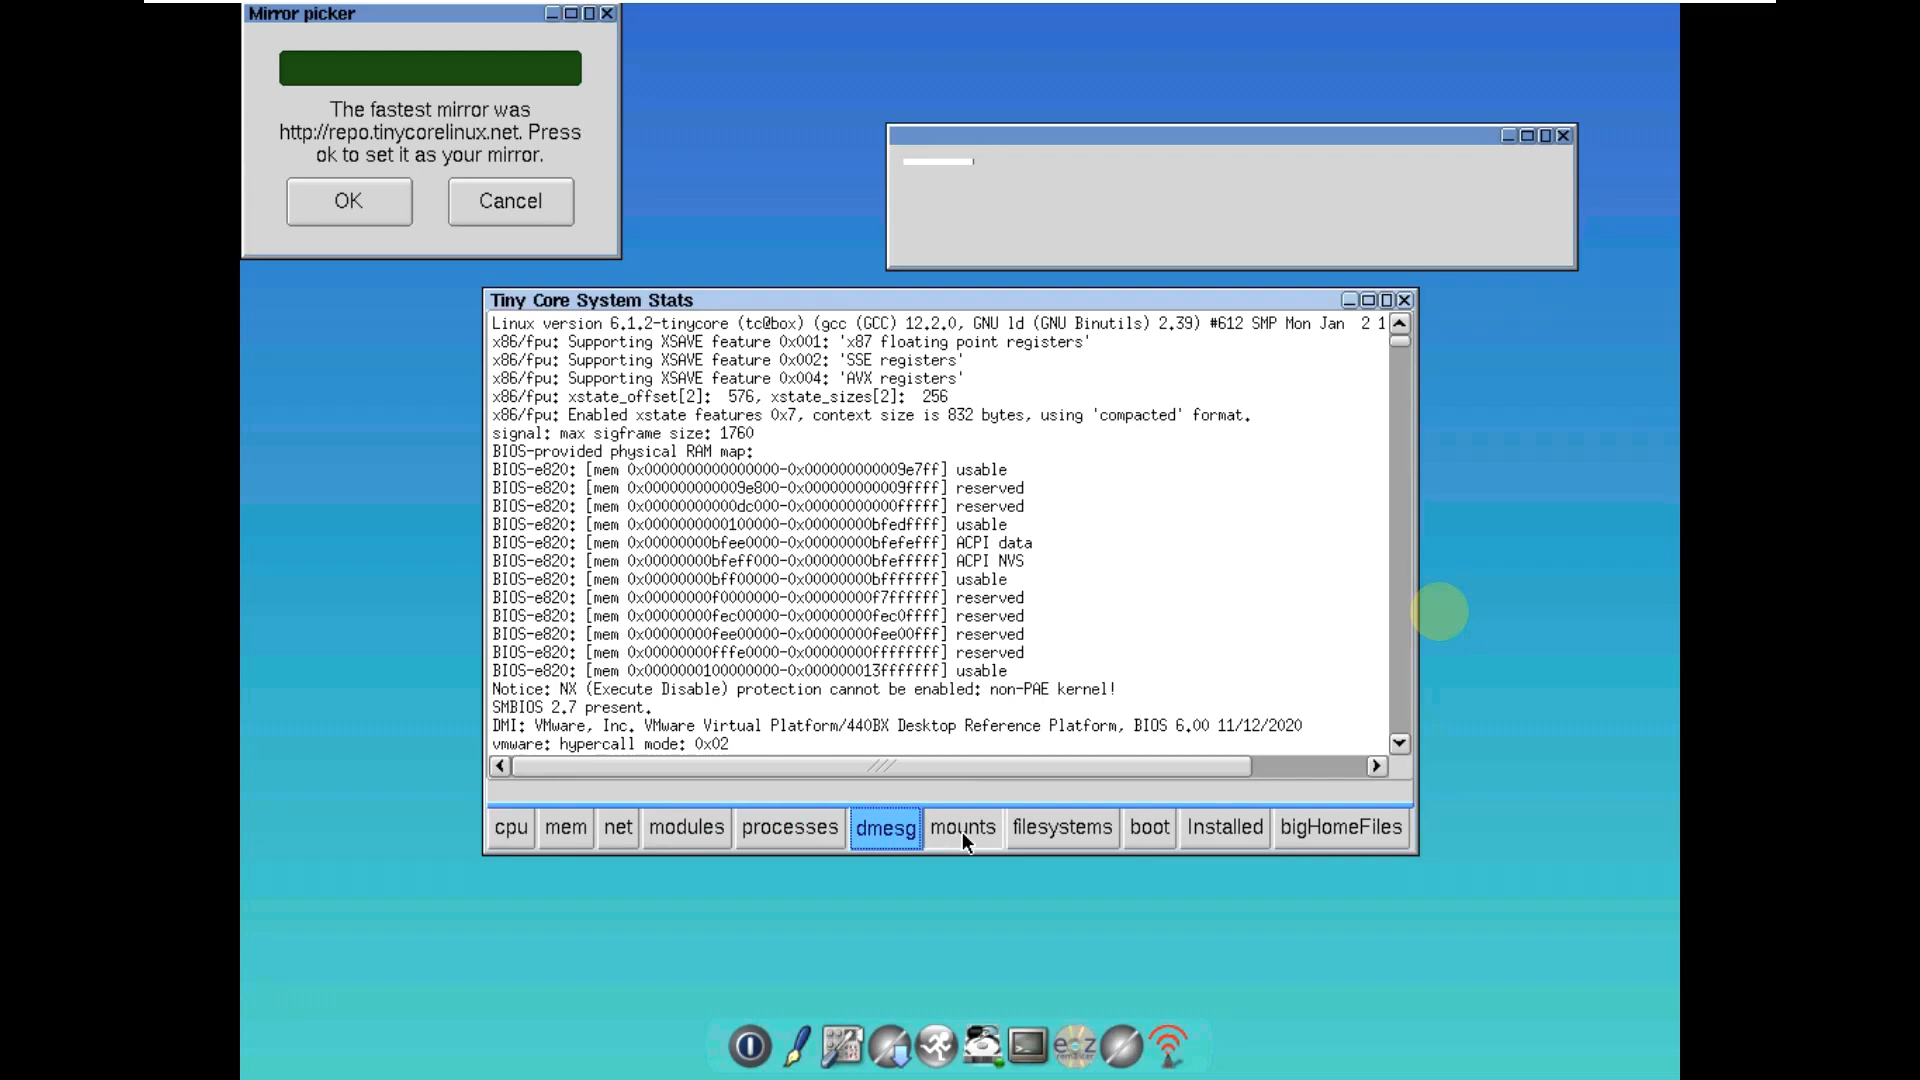 Mirror picker
The fastest mirror was
http://repo.tinycorelinux.net. Press
ok to set it as your mirror.
OK Cancel
Tiny Core System Stats
Linux version 6.1.2-tinycore (tc@box) (gcc (GCC) 12.2.0, GNU ld (GNU Binutils) 2.39) #612 SMP Mon Jan  2 1
x86/fpu: Supporting XSAVE feature 0x001: 'x87 floating point registers'
x86/fpu: Supporting XSAVE feature 0x002: 'SSE registers'
x86/fpu: Supporting XSAVE feature 0x004: 'AVX registers'
x86/fpu: xstate_offset[2]:  576, xstate_sizes[2]:  256
x86/fpu: Enabled xstate features 0x7, context size is 832 bytes, using 'compacted' format.
signal: max sigframe size: 1760
BIOS-provided physical RAM map:
BIOS-e820: [mem 0x0000000000000000-0x000000000009e7ff] usable
BIOS-e820: [mem 0x000000000009e800-0x000000000009ffff] reserved
BIOS-e820: [mem 0x00000000000dc000-0x00000000000fffff] reserved
BIOS-e820: [mem 0x0000000000100000-0x00000000bfedffff] usable
BIOS-e820: [mem 0x00000000bfee0000-0x00000000bfefefff] ACPI data
BIOS-e820: [mem 0x00000000bfeff000-0x00000000bfefffff] ACPI NVS
BIOS-e820: [mem 0x00000000bff00000-0x00000000bfffffff] usable
BIOS-e820: [mem 0x00000000f0000000-0x00000000f7ffffff] reserved
BIOS-e820: [mem 0x00000000fec00000-0x00000000fec0ffff] reserved
BIOS-e820: [mem 0x00000000fee00000-0x00000000fee00fff] reserved
BIOS-e820: [mem 0x00000000fffe0000-0x00000000ffffffff] reserved
BIOS-e820: [mem 0x0000000100000000-0x000000013fffffff] usable
Notice: NX (Execute Disable) protection cannot be enabled: non-PAE kernel!
SMBIOS 2.7 present.
DMI: VMware, Inc. VMware Virtual Platform/440BX Desktop Reference Platform, BIOS 6.00 11/12/2020
vmware: hypercall mode: 0x02
cpu mem net modules processes dmesg mounts filesystems boot Installed bigHomeFiles